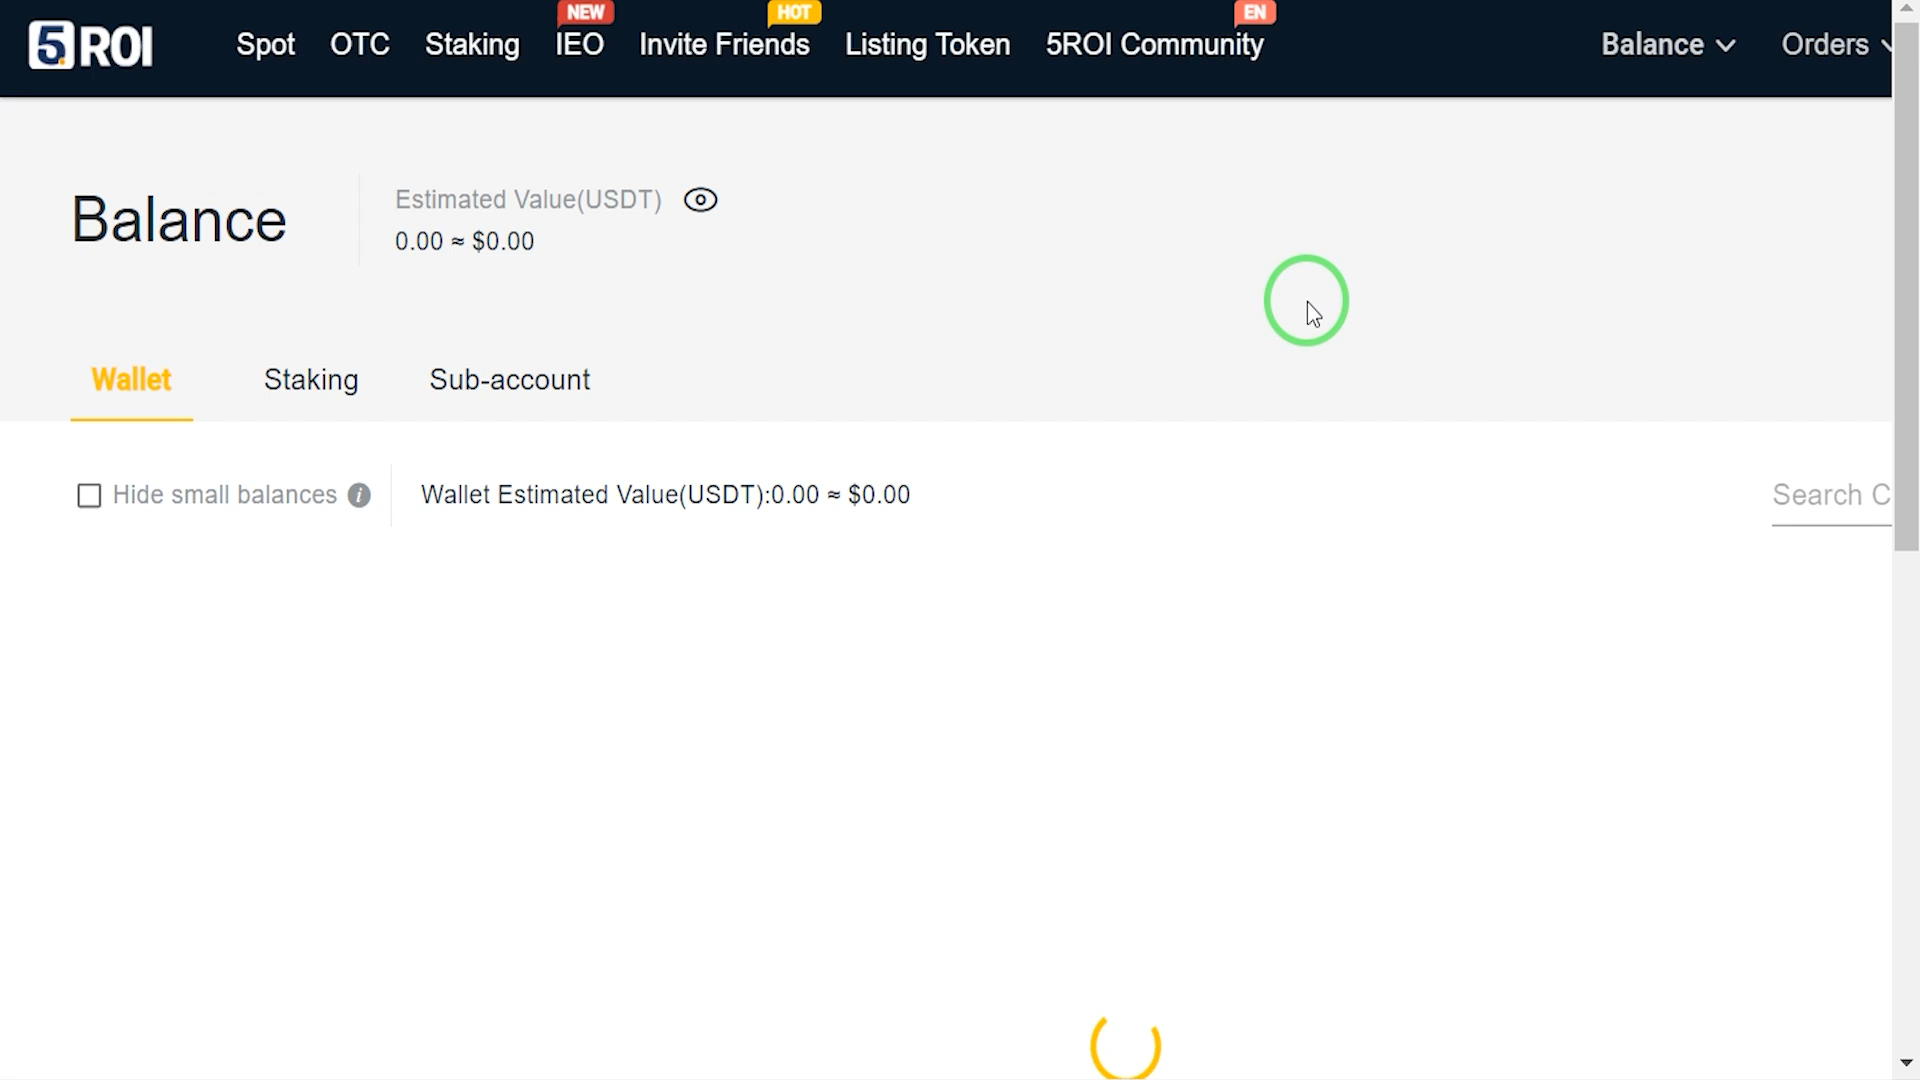 5ROI
Spot
OTC
Staking
NEW
IEO
HOT
Invite Friends
Listing Token
EN
5ROI Community
Balance
Orders
Balance
Estimated Value(USDT)
0.00 ≈ $0.00
Wallet
Staking
Sub-account
Hide small balances
i
Wallet Estimated Value(USDT):0.00 ≈ $0.00
Search C